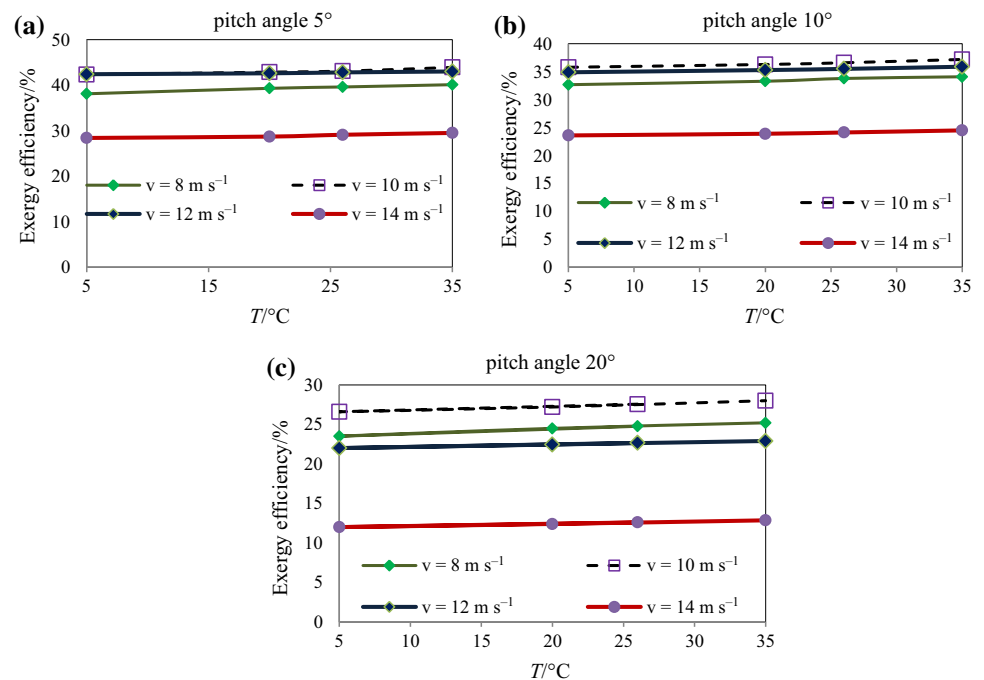 (a) pitch angle 5°
Exergy efficiency/%
50
40
30
20
10
0
5 15 25 35
T/°C
v = 8 m s⁻¹ v = 10 m s⁻¹
v = 12 m s⁻¹ v = 14 m s⁻¹
(b) pitch angle 10°
Exergy efficiency/%
40
35
30
25
20
15
10
5
0
5 10 15 20 25 30 35
T/°C
v = 8 m s⁻¹ v = 10 m s⁻¹
v = 12 m s⁻¹ v = 14 m s⁻¹
(c) pitch angle 20°
Exergy efficiency/%
30
25
20
15
10
5
0
5 10 15 20 25 30 35
T/°C
v = 8 m s⁻¹ v = 10 m s⁻¹
v = 12 m s⁻¹ v = 14 m s⁻¹